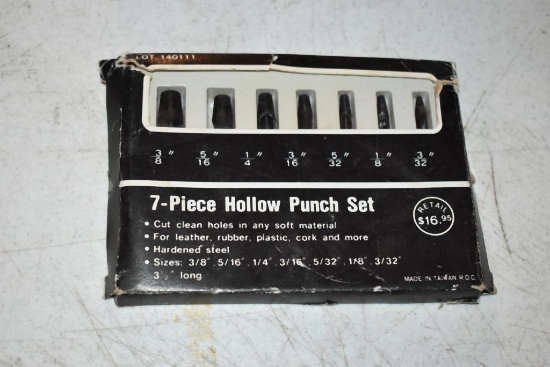 LOT. 140111
3/8" 5/16" 1/4" 3/16" 5/32" 1/8" 3/32"
7-Piece Hollow Punch Set
RETAIL
$16.95
• Cut clean holes in any soft material
• For leather, rubber, plastic, cork and more
• Hardened steel
• Sizes: 3/8", 5/16", 1/4", 3/16", 5/32", 1/8", 3/32"
long
MADE IN TAIWAN R.O.C.